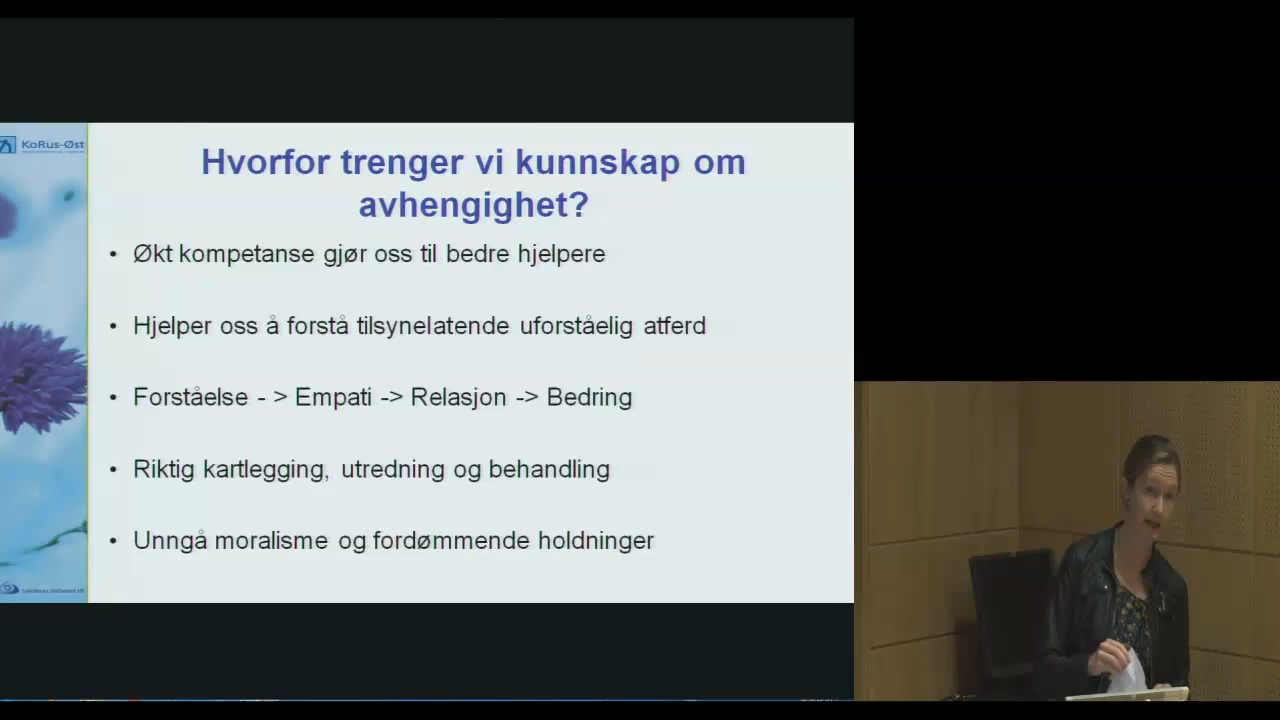 KoRus-Øst
Hvorfor trenger vi kunnskap om
avhengighet?
• Økt kompetanse gjør oss til bedre hjelpere
• Hjelper oss å forstå tilsynelatende uforståelig atferd
• Forståelse - > Empati -> Relasjon -> Bedring
• Riktig kartlegging, utredning og behandling
• Unngå moralisme og fordømmende holdninger